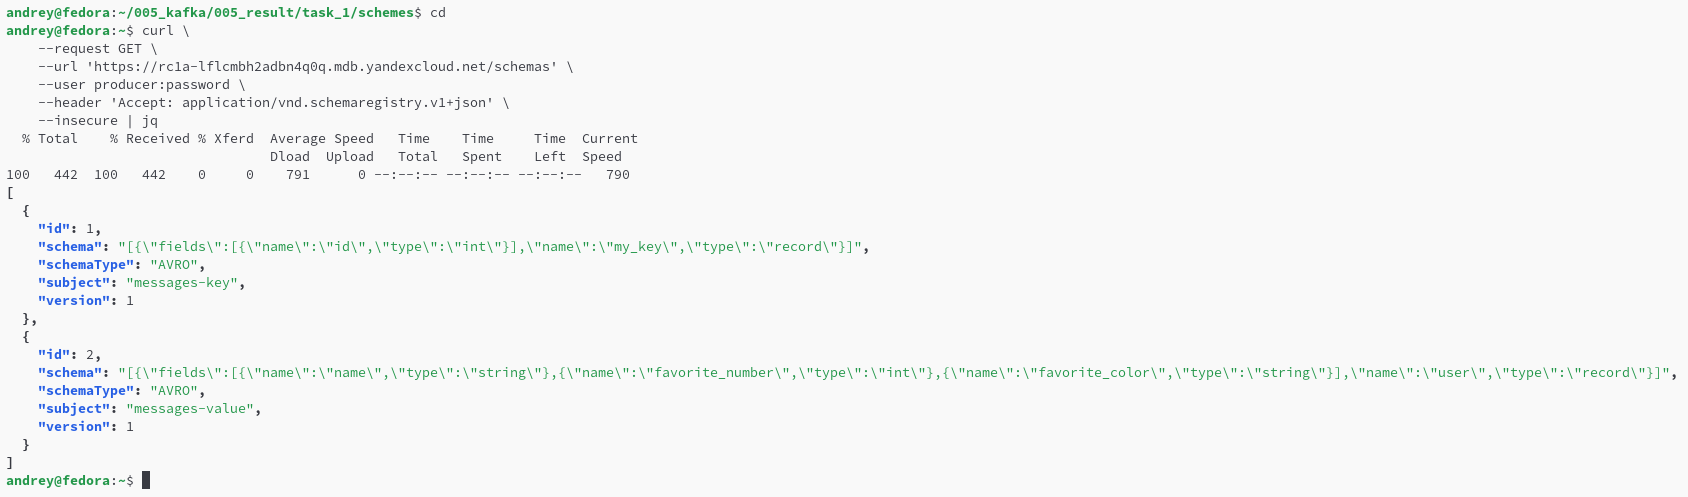 andrey@fedora:~/005_kafka/005_result/task_1/schemes$ cd
andrey@fedora:~$ curl \
    --request GET \
    --url 'https://rc1a-lflcmbh2adbn4q0q.mdb.yandexcloud.net/schemas' \
    --user producer:password \
    --header 'Accept: application/vnd.schemaregistry.v1+json' \
    --insecure | jq
  % Total    % Received % Xferd  Average Speed   Time    Time     Time  Current
                                 Dload  Upload   Total   Spent    Left  Speed
100   442  100   442    0     0    791      0 --:--:-- --:--:-- --:--:--   790
[
  {
    "id": 1,
    "schema": "[{\"fields\":[{\"name\":\"id\",\"type\":\"int\"}],\"name\":\"my_key\",\"type\":\"record\"}]",
    "schemaType": "AVRO",
    "subject": "messages-key",
    "version": 1
  },
  {
    "id": 2,
    "schema": "[{\"fields\":[{\"name\":\"name\",\"type\":\"string\"},{\"name\":\"favorite_number\",\"type\":\"int\"},{\"name\":\"favorite_color\",\"type\":\"string\"}],\"name\":\"user\",\"type\":\"record\"}]",
    "schemaType": "AVRO",
    "subject": "messages-value",
    "version": 1
  }
]
andrey@fedora:~$